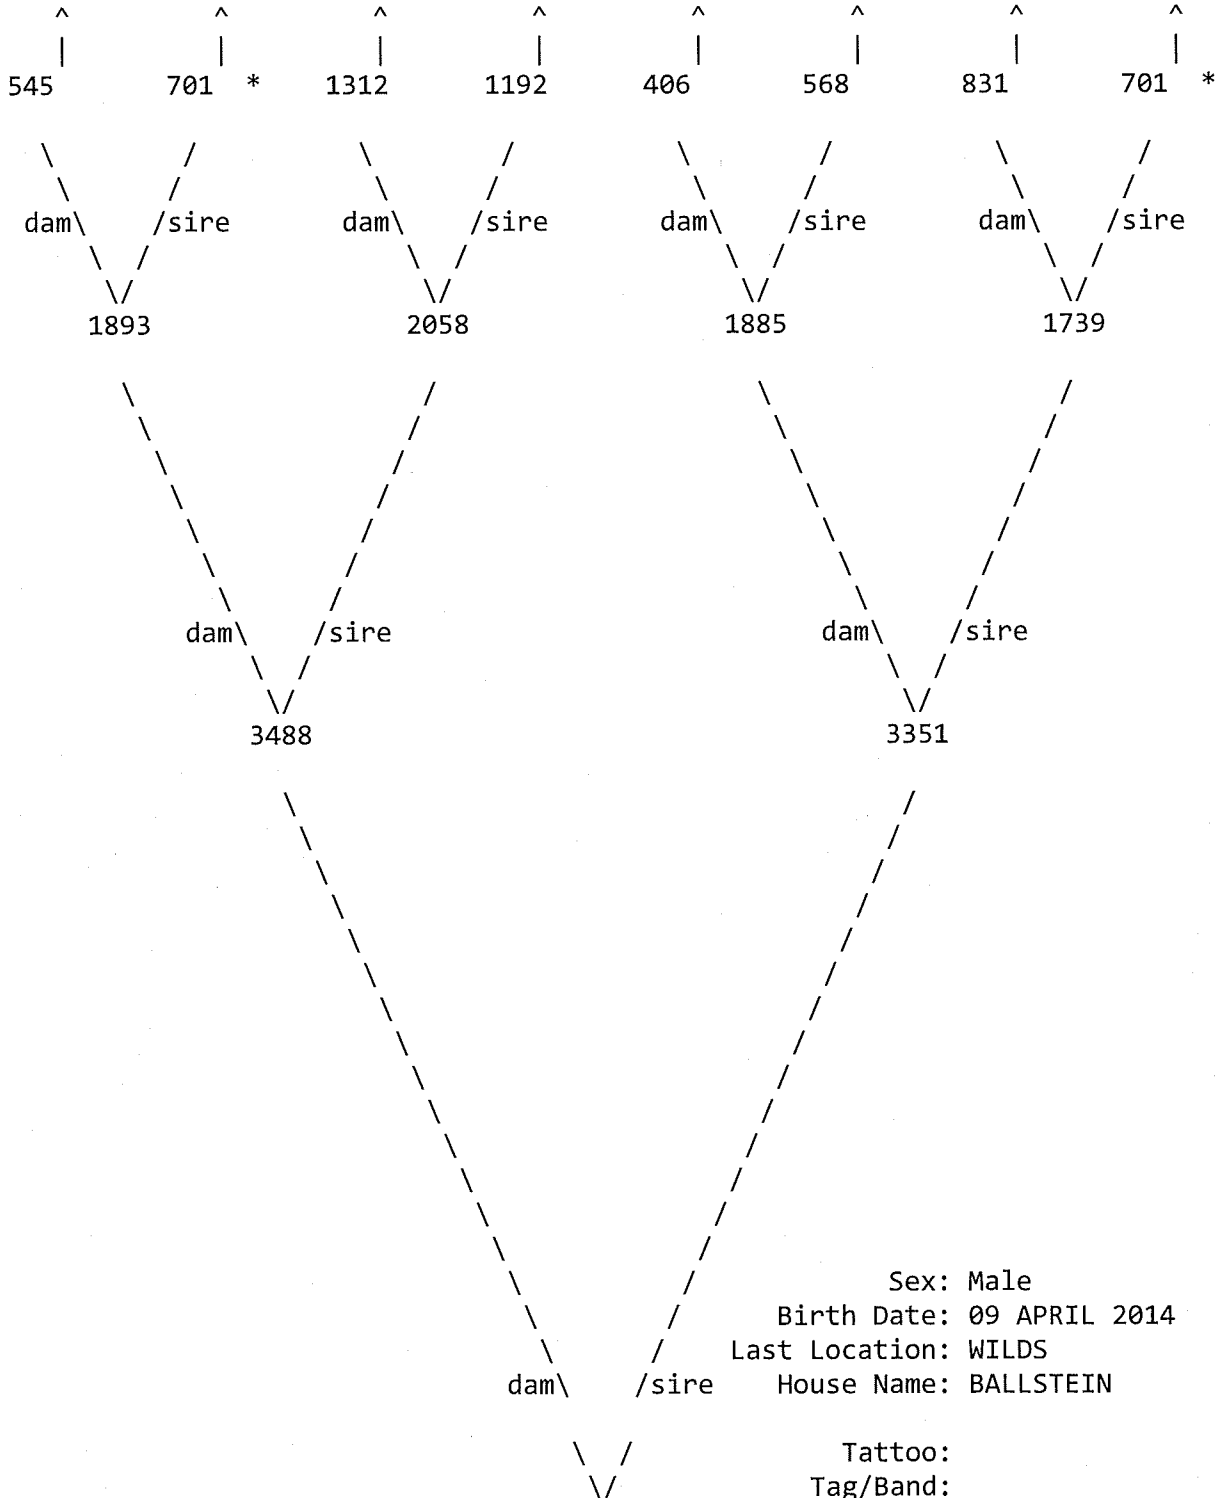 ^ ^ ^ ^ ^ ^ ^ ^
| | | | | | | |
545 701 * 1312 1192 406 568 831 701 *
dam\ /sire dam\ /sire dam\ /sire dam\ /sire
1893 2058 1885 1739
dam\ /sire dam\ /sire
3488 3351
Sex: Male
Birth Date: 09 APRIL 2014
Last Location: WILDS
dam\ /sire House Name: BALLSTEIN
Tattoo:
Tag/Band: